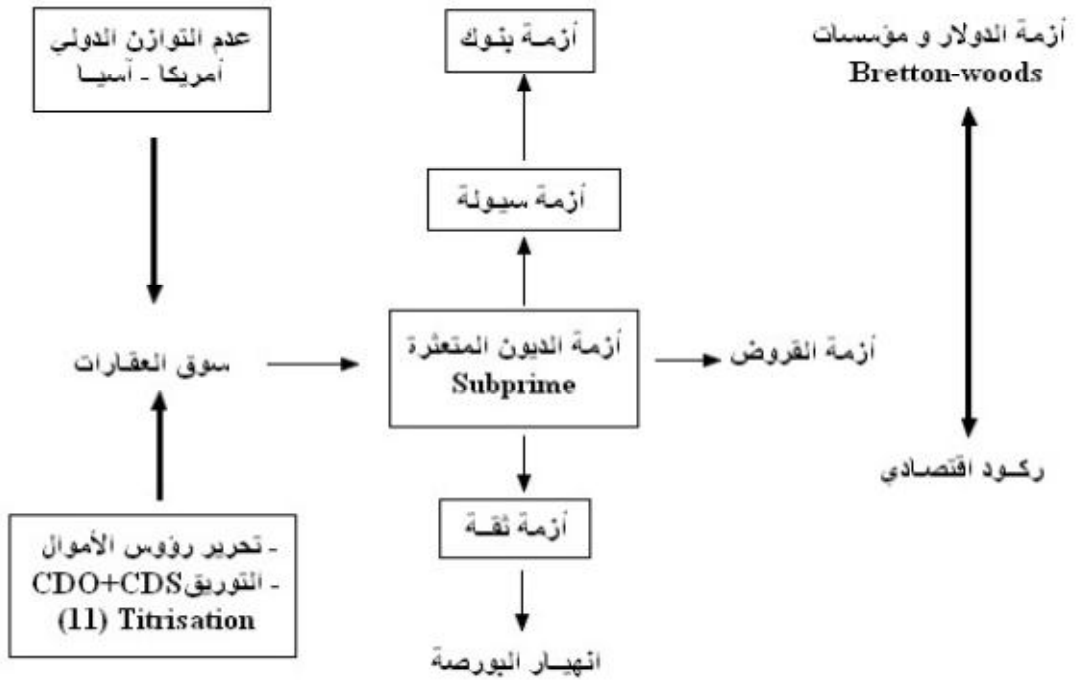 عدم التوازن الدولي
أمريكا - آسيا
أزمة بنوك
أزمة الدولار و مؤسسات
Bretton-woods
أزمة سيولة
سوق العقارات
أزمة الديون المتعثرة
Subprime
أزمة القروض
ركود اقتصادي
أزمة ثقة
- تحرير رؤوس الأموال
- التوريق CDO+CDS
(11) Titrisation
انهيار البورصة